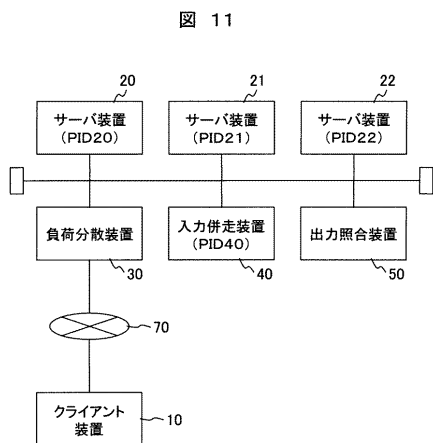 図 11
20
21
22
サーバ装置
(PID20)
サーバ装置
(PID21)
サーバ装置
(PID22)
負荷分散装置
入力併走装置
(PID40)
出力照合装置
30
40
50
70
クライアント
装置
10